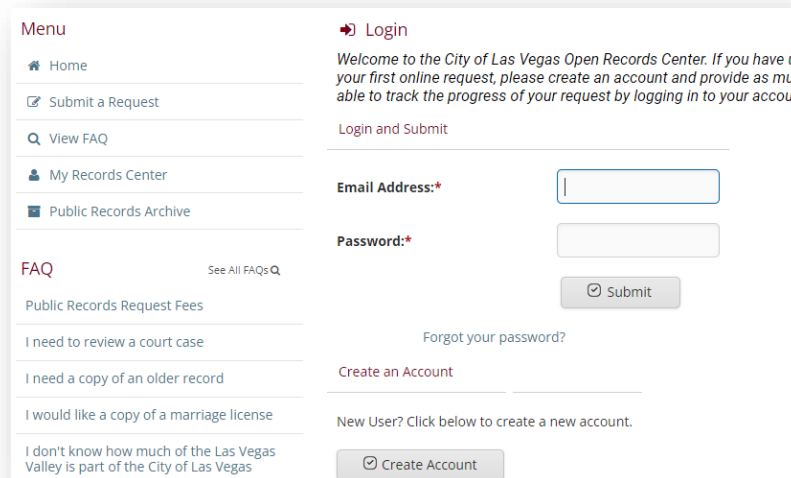 Menu
Home
Submit a Request
View FAQ
My Records Center
Public Records Archive
FAQ
See All FAQs
Public Records Request Fees
I need to review a court case
I need a copy of an older record
I would like a copy of a marriage license
I don't know how much of the Las Vegas
Valley is part of the City of Las Vegas
Login
Welcome to the City of Las Vegas Open Records Center. If you have
your first online request, please create an account and provide as
able to track the progress of your request by logging in to your
Login and Submit
Email Address:*
Password:*
Submit
Forgot your password?
Create an Account
New User? Click below to create a new account.
Create Account